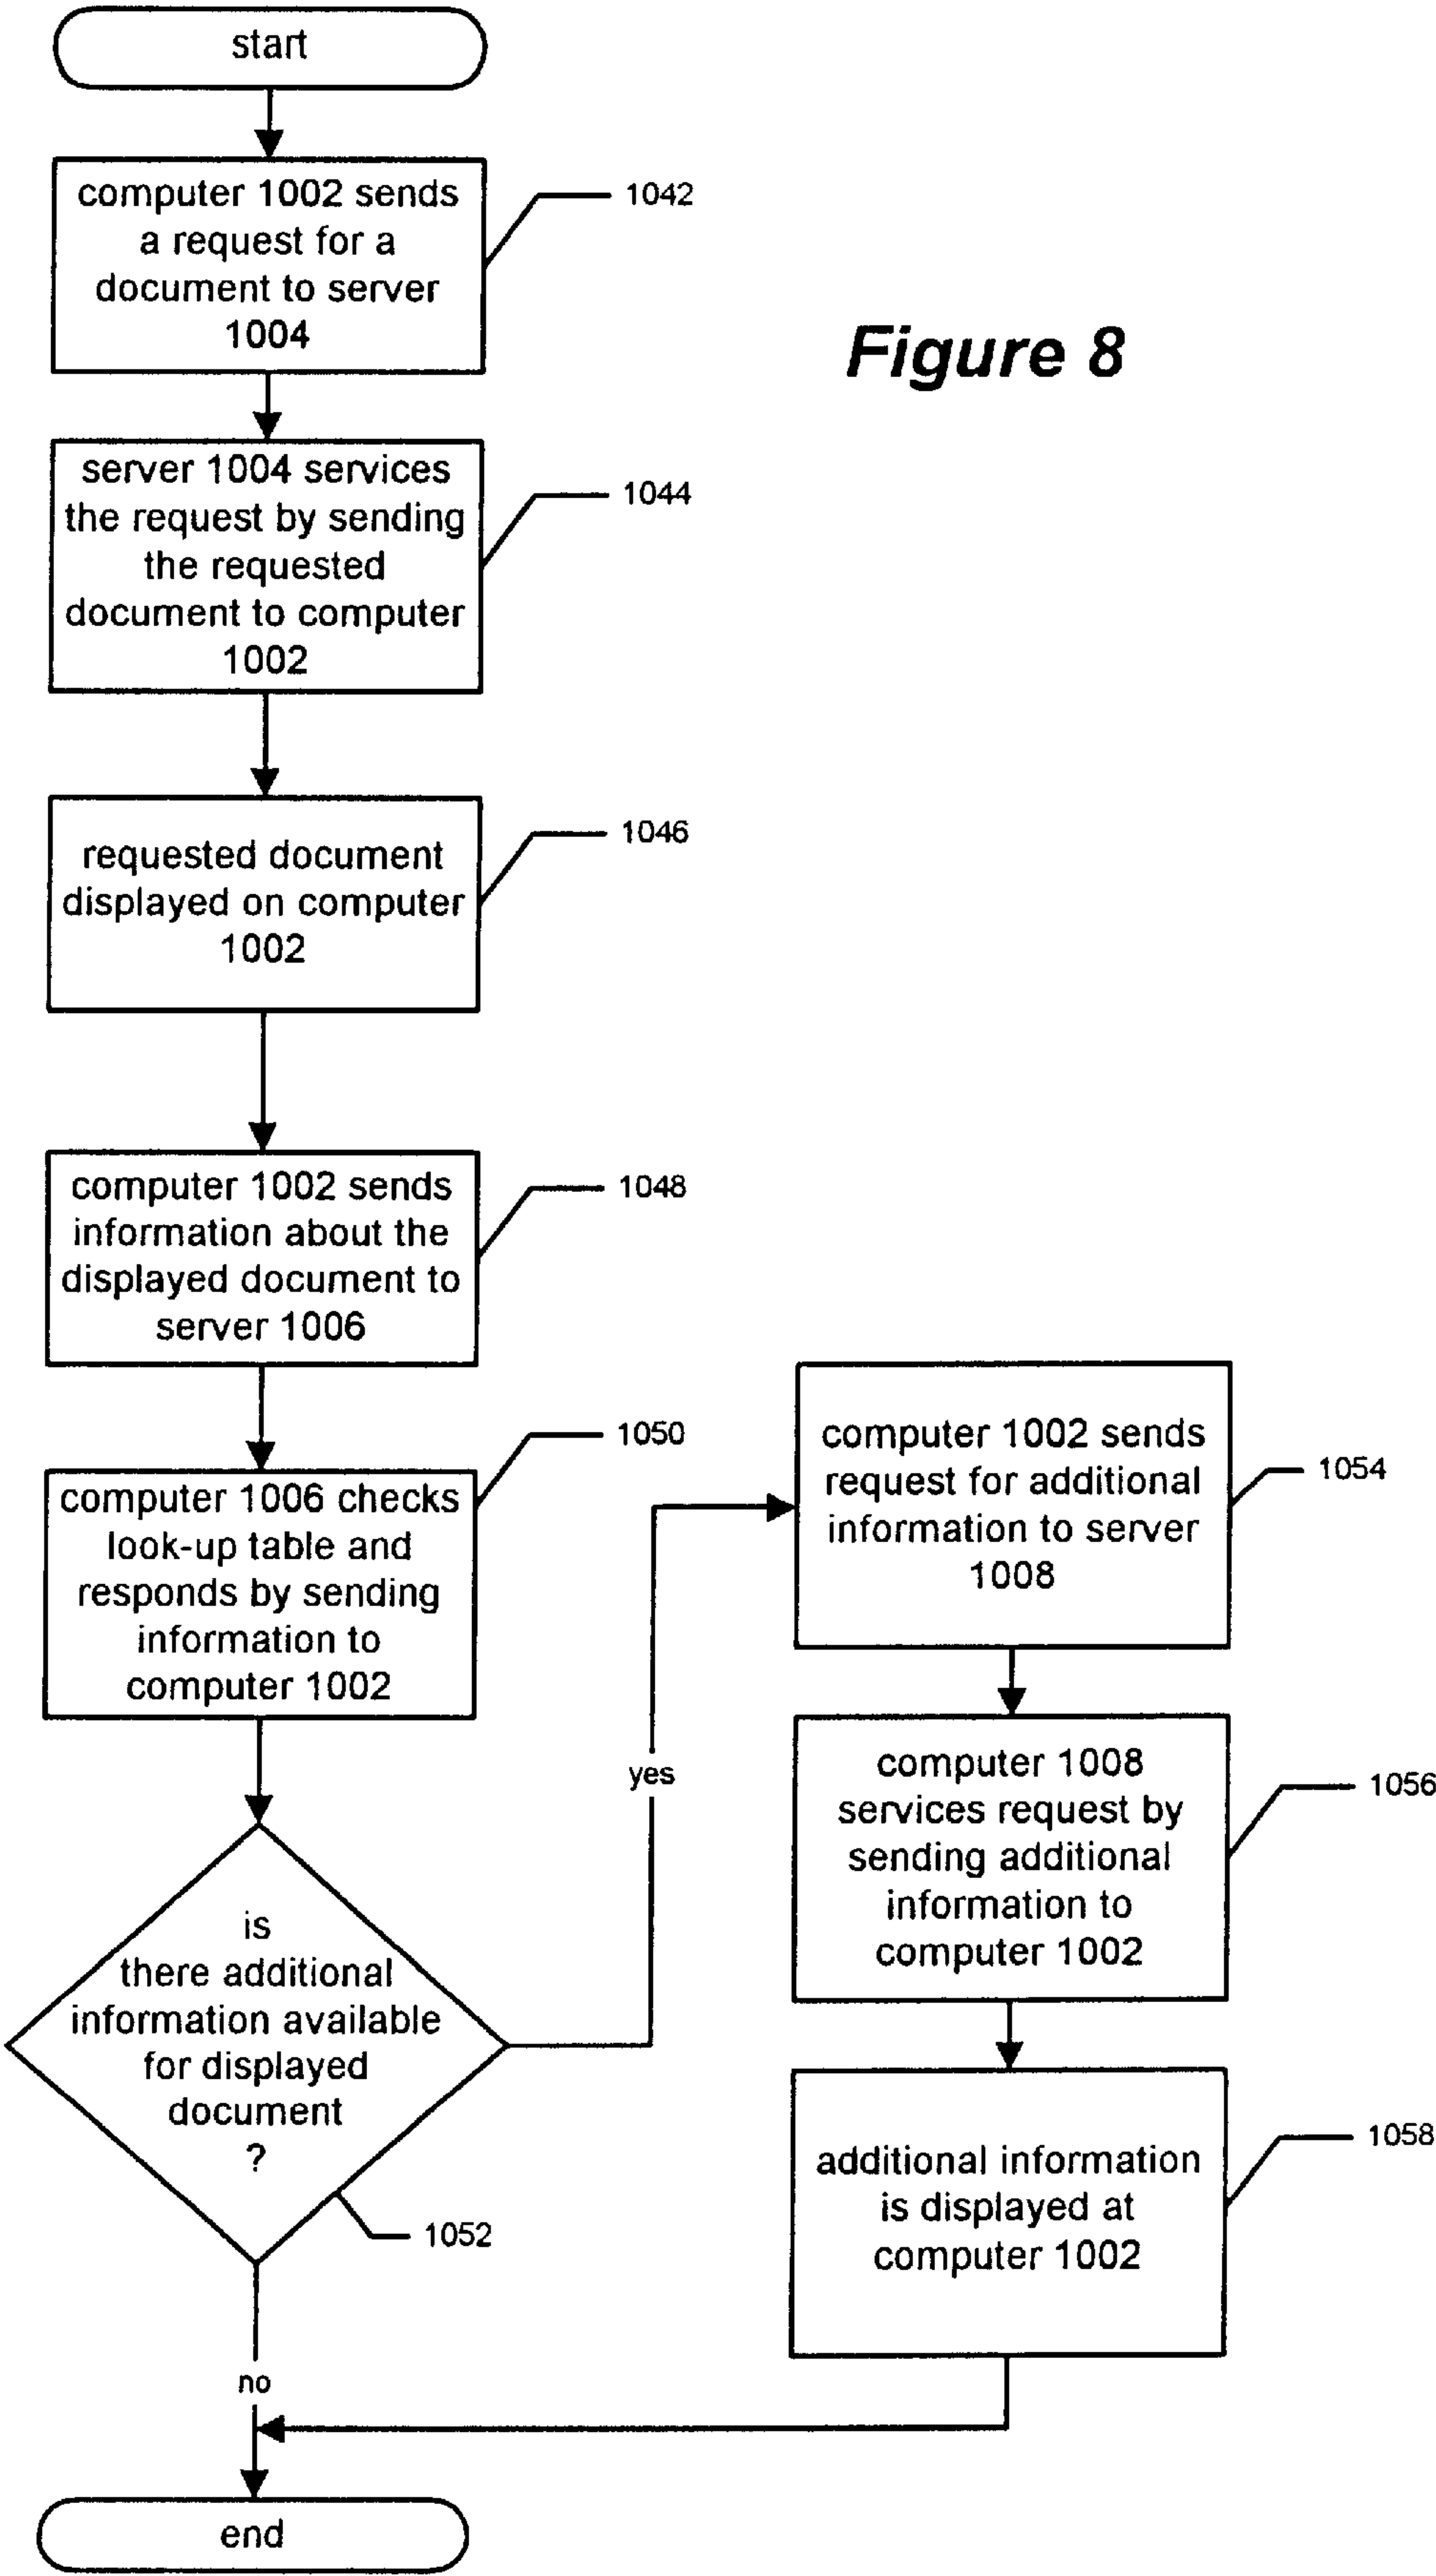 start
computer 1002 sends
a request for a
document to server
1004
1042
Figure 8
server 1004 services
the request by sending
the requested
document to computer
1002
1044
requested document
displayed on computer
1002
1046
computer 1002 sends
information about the
displayed document to
server 1006
1048
computer 1006 checks
look-up table and
responds by sending
information to
computer 1002
1050
is
there additional
information available
for displayed
document
?
1052
yes
no
computer 1002 sends
request for additional
information to server
1008
1054
computer 1008
services request by
sending additional
information to
computer 1002
1056
additional information
is displayed at
computer 1002
1058
end